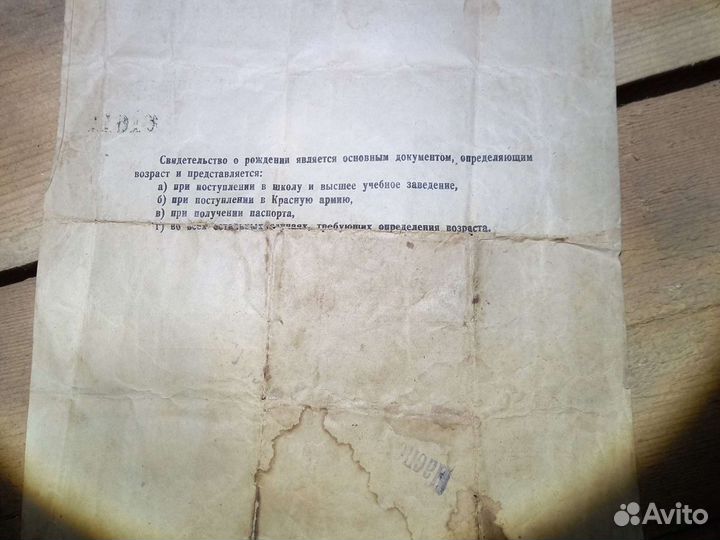 Свидетельство о рождении является основным документом, определяющим
возраст и представляется:
а) при поступлении в школу и высшее учебное заведение,
б) при поступлении в Красную армию,
в) при получении паспорта,
г) во всех остальных случаях, требующих определения возраста.
Avito